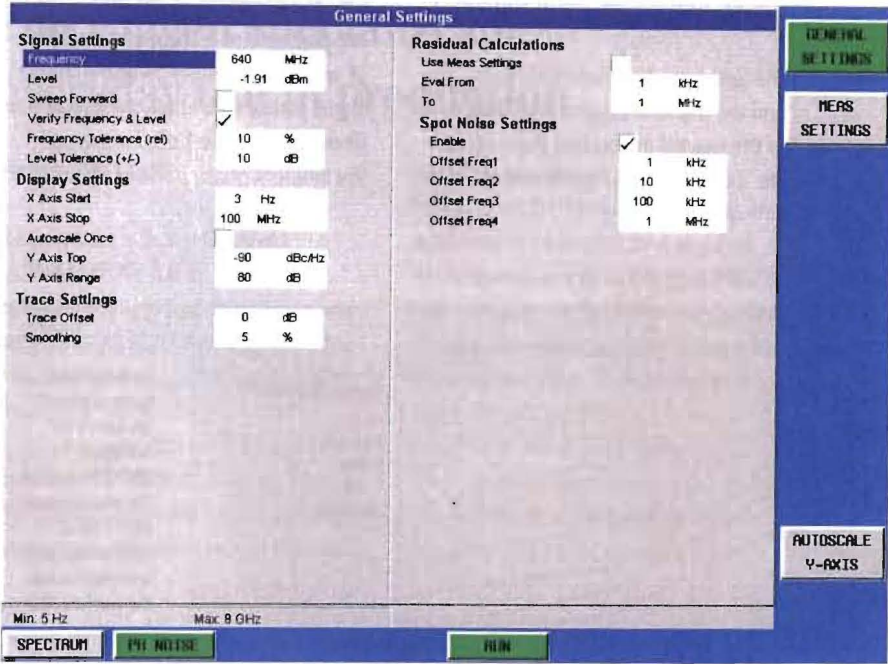 General Settings
Signal Settings
Frequency 640 MHz
Level -1.91 dBm
Sweep Forward
Verify Frequency & Level
Frequency Tolerance (rel) 10 %
Level Tolerance (+/-) 10 dB
Display Settings
X Axis Start 3 Hz
X Axis Stop 100 MHz
Autoscale Once
Y Axis Top -90 dBc/Hz
Y Axis Range 80 dB
Trace Settings
Trace Offset 0 dB
Smoothing 5 %
Residual Calculations
Use Meas Settings
Eval From 1 kHz
To 1 MHz
Spot Noise Settings
Enable
Offset Freq1 1 kHz
Offset Freq2 10 kHz
Offset Freq3 100 kHz
Offset Freq4 1 MHz
GENERAL
SETTINGS
MEAS
SETTINGS
AUTOSCALE
Y-AXIS
Min: 5 Hz Max: 8 GHz
SPECTRUM PH NOISE RUN